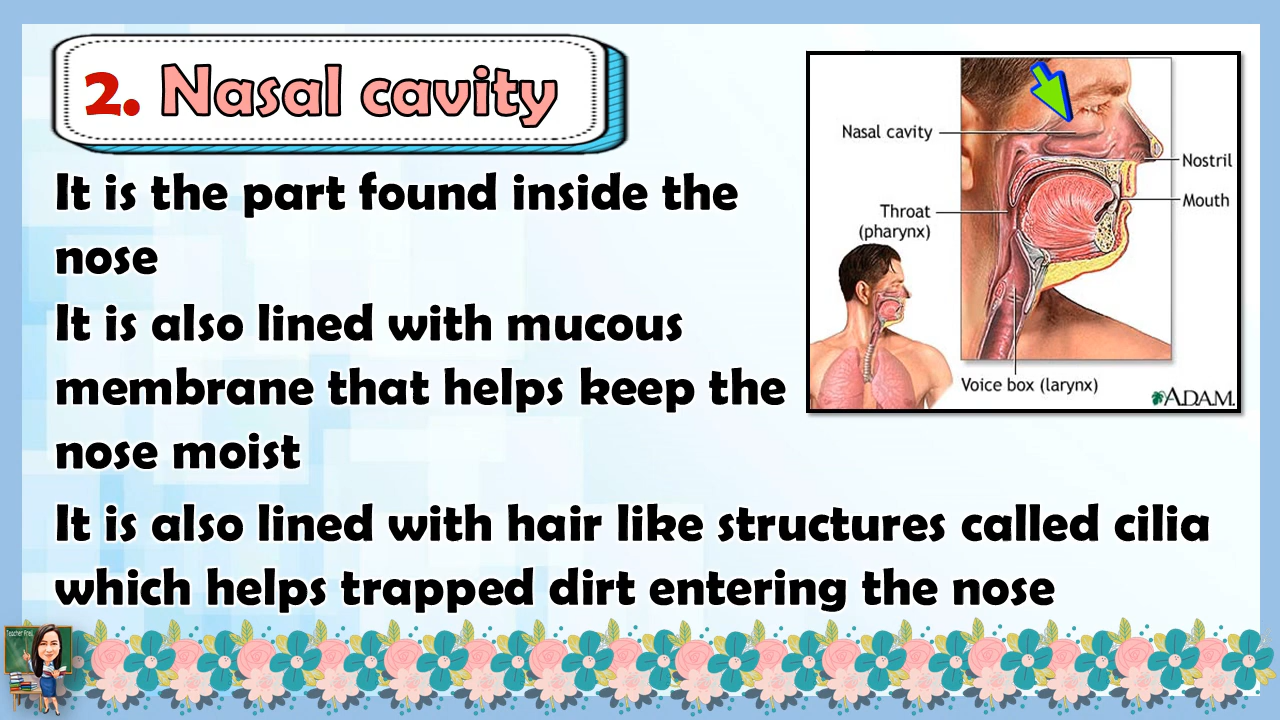 2. Nasal cavity
It is the part found inside the
nose
It is also lined with mucous
membrane that helps keep the
nose moist
It is also lined with hair like structures called cilia
which helps trapped dirt entering the nose
Nasal cavity
Nostril
Mouth
Throat
(pharynx)
Voice box (larynx)
ADAM.